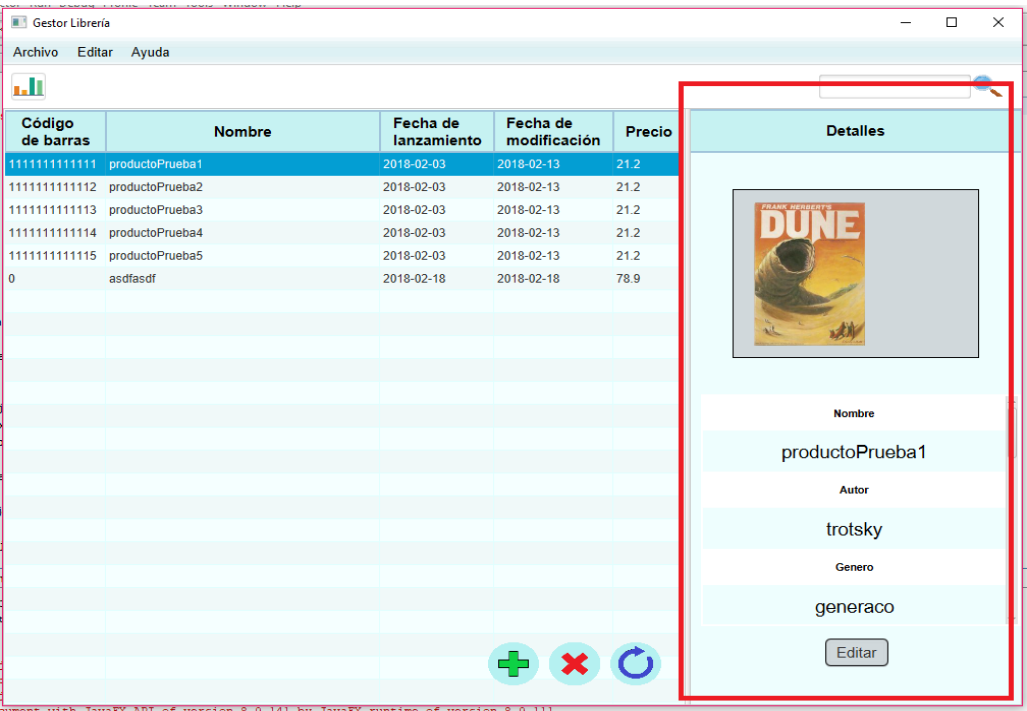 Gestor Librería
Archivo Editar Ayuda
Código de barras Nombre Fecha de lanzamiento Fecha de modificación Precio
1111111111111 productoPrueba1 2018-02-03 2018-02-13 21.2
1111111111112 productoPrueba2 2018-02-03 2018-02-13 21.2
1111111111113 productoPrueba3 2018-02-03 2018-02-13 21.2
1111111111114 productoPrueba4 2018-02-03 2018-02-13 21.2
1111111111115 productoPrueba5 2018-02-03 2018-02-13 21.2
0 asdfasdf 2018-02-18 2018-02-18 78.9
Detalles
FRANK HERBERT'S
DUNE
Nombre
productoPrueba1
Autor
trotsky
Genero
generaco
Editar